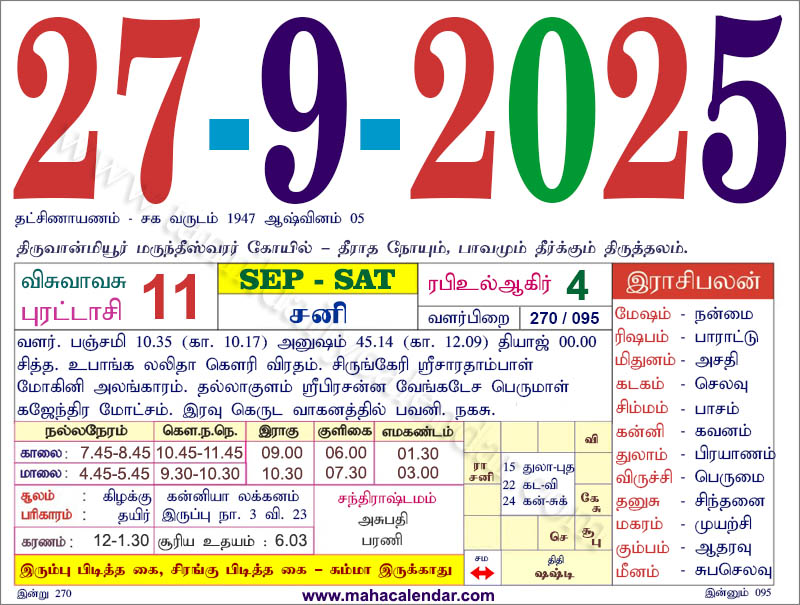 27-9-2025
தட்சிணாயணம் - சக வருடம் 1947 ஆஷ்வினம் 05
திருவான்மியூர் மருந்தீஸ்வரர் கோயில் – தீராத நோயும், பாவமும் தீர்க்கும் திருத்தலம்.
விசுவாவசு
புரட்டாசி 11
SEP - SAT
சனி
ரபிஉல்ஆகிர் 4
வளர்பிறை 270 / 095
வளர். பஞ்சமி 10.35 (கா. 10.17) அனுஷம் 45.14 (கா. 12.09) தியாஜ் 00.00
சித்த. உபாங்க லலிதா கௌரி விரதம். சிருங்கேரி ஸ்ரீசாரதாம்பாள்
மோகினி அலங்காரம். தல்லாகுளம் ஸ்ரீபிரசன்ன வேங்கடேச பெருமாள்
கஜேந்திர மோட்சம். இரவு கெருட வாகனத்தில் பவனி. நகசு.
இராசிபலன்
மேஷம் - நன்மை
ரிஷபம் - பாராட்டு
மிதுனம் - அசதி
கடகம் - செலவு
சிம்மம் - பாசம்
கன்னி - கவனம்
துலாம் - பிரயாணம்
விருச்சி - பெருமை
தனுசு - சிந்தனை
மகரம் - முயற்சி
கும்பம் - ஆதரவு
மீனம் - சுபசெலவு
நல்லநேரம் கௌ.ந.நெ. இராகு குளிகை எமகண்டம்
காலை: 7.45-8.45 10.45-11.45 09.00 06.00 01.30
மாலை: 4.45-5.45 9.30-10.30 10.30 07.30 03.00
சூலம் : கிழக்கு
பரிகாரம் : தயிர்
கன்னியா லக்கனம்
இருப்பு நா. 3 வி. 23
சந்திராஷ்டமம்
அசுபதி
பரணி
கரணம்: 12-1.30 சூரிய உதயம் : 6.03
வி
ரா
சனி
15 துலா-புத
22 கட-வி
24 கன்-சுக்
கே
சு
செ
சூ
பு
இரும்பு பிடித்த கை, சிரங்கு பிடித்த கை – சும்மா இருக்காது
சம
திதி
ஷஷ்டி
இன்று 270
www.mahacalendar.com
இன்னும் 095